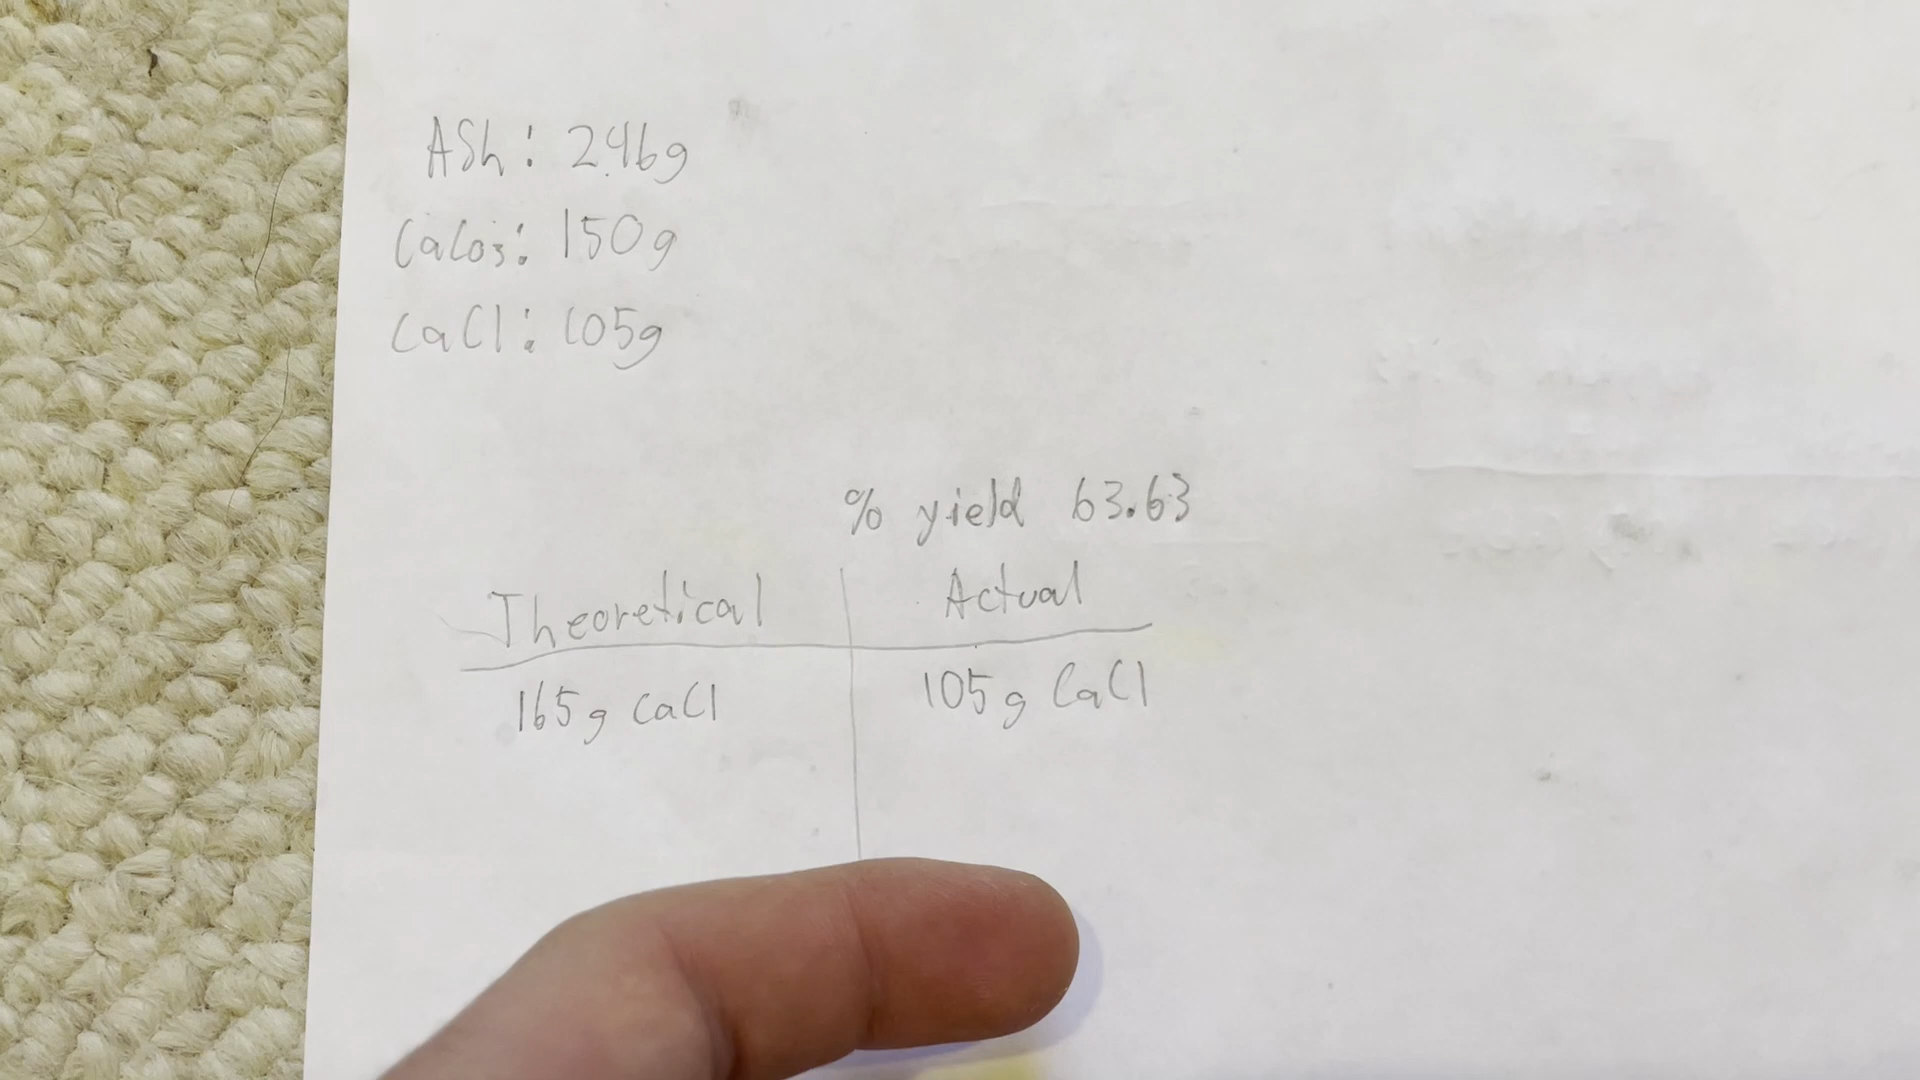 ASh: 246g
CaCo3: 150g
CaCl: 105g
% yield 63.63
Theoretical Actual
165g CaCl 105g CaCl